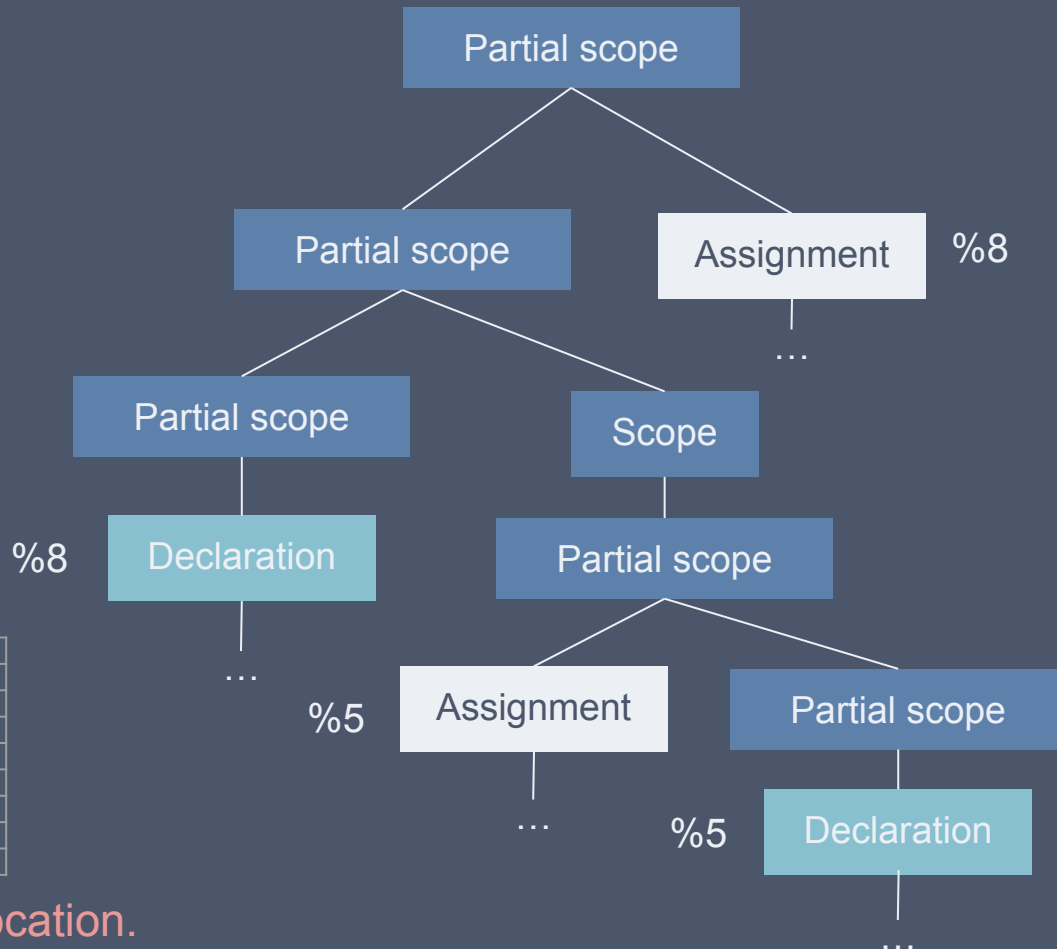 Partial scope
Partial scope
Assignment %8
...
Partial scope
Scope
%8 Declaration
Partial scope
...
%5 Assignment
Partial scope
...
%5 Declaration
...